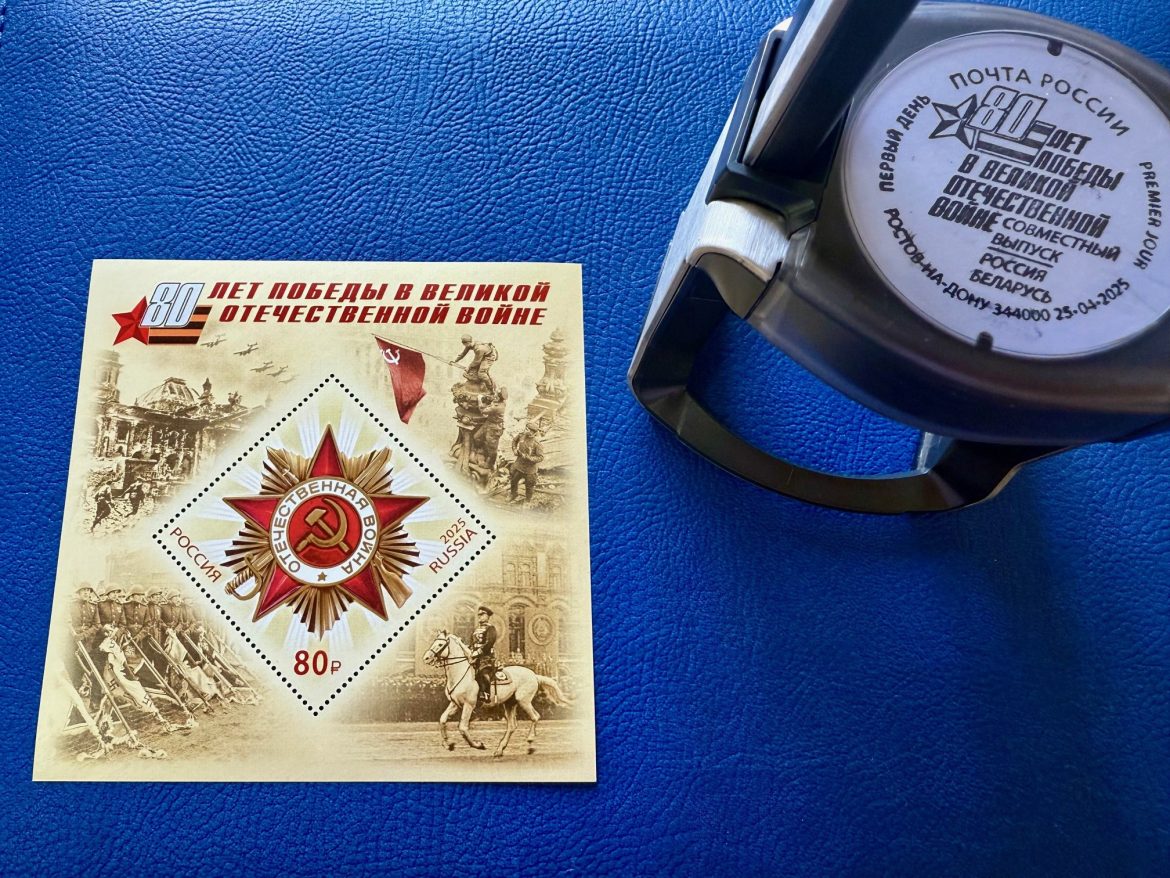 80 ЛЕТ ПОБЕДЫ В ВЕЛИКОЙ
ОТЕЧЕСТВЕННОЙ ВОЙНЕ
ОТЕЧЕСТВЕННАЯ ВОЙНА
РОССИЯ
2025
RUSSIA
80₽
ПОЧТА РОССИИ
ПЕРВЫЙ ДЕНЬ
PREMIER JOUR
80 ЛЕТ
ПОБЕДЫ
В ВЕЛИКОЙ
ОТЕЧЕСТВЕННОЙ
ВОЙНЕ СОВМЕСТНЫЙ
ВЫПУСК
РОССИЯ
БЕЛАРУСЬ
РОСТОВ-НА-ДОНУ 344000 25-04-2025